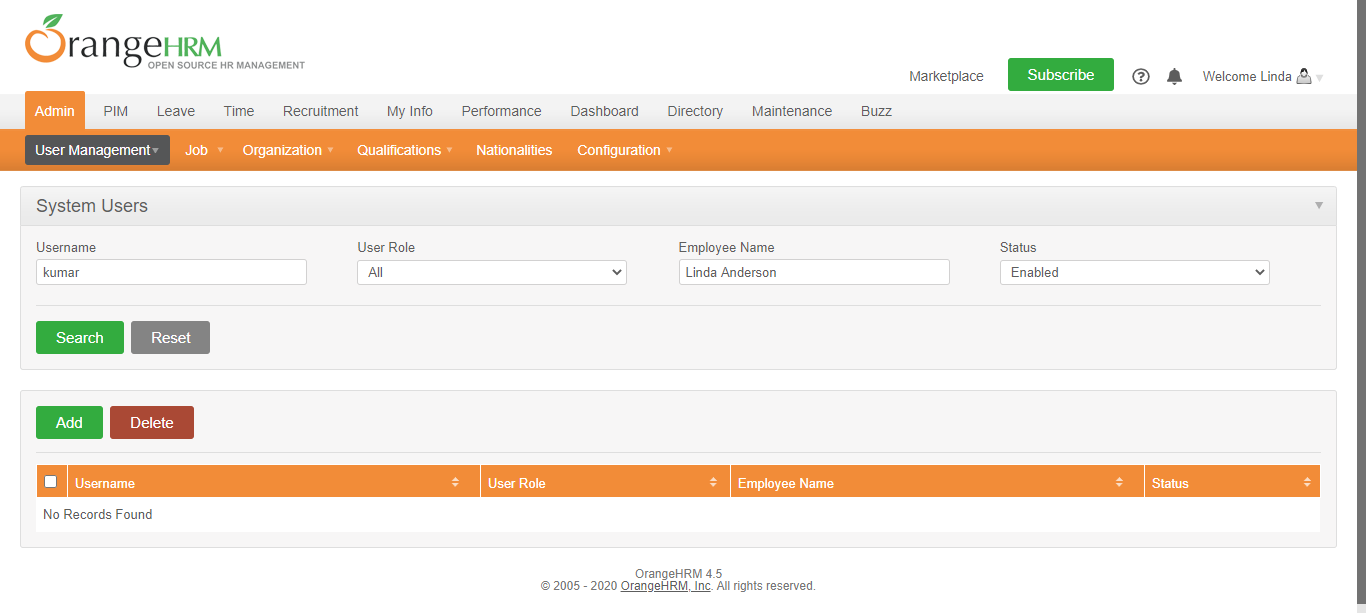 OrangeHRM
OPEN SOURCE HR MANAGEMENT
Marketplace Subscribe Welcome Linda
Admin PIM Leave Time Recruitment My Info Performance Dashboard Directory Maintenance Buzz
User Management Job Organization Qualifications Nationalities Configuration
System Users
Username User Role Employee Name Status
kumar All Linda Anderson Enabled
Search Reset
Add Delete
Username User Role Employee Name Status
No Records Found
OrangeHRM 4.5
© 2005 - 2020 OrangeHRM, Inc. All rights reserved.